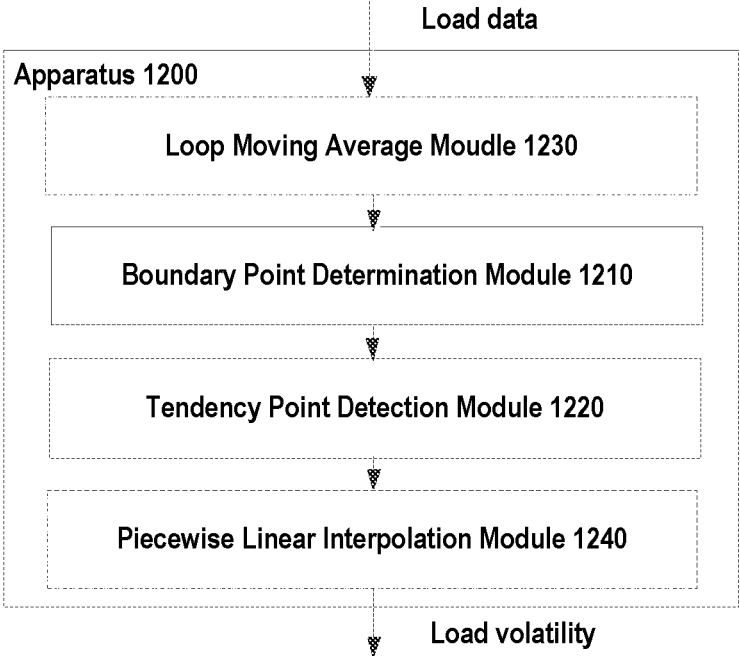 Load data
Apparatus 1200
Loop Moving Average Moudle 1230
Boundary Point Determination Module 1210
Tendency Point Detection Module 1220
Piecewise Linear Interpolation Module 1240
Load volatility